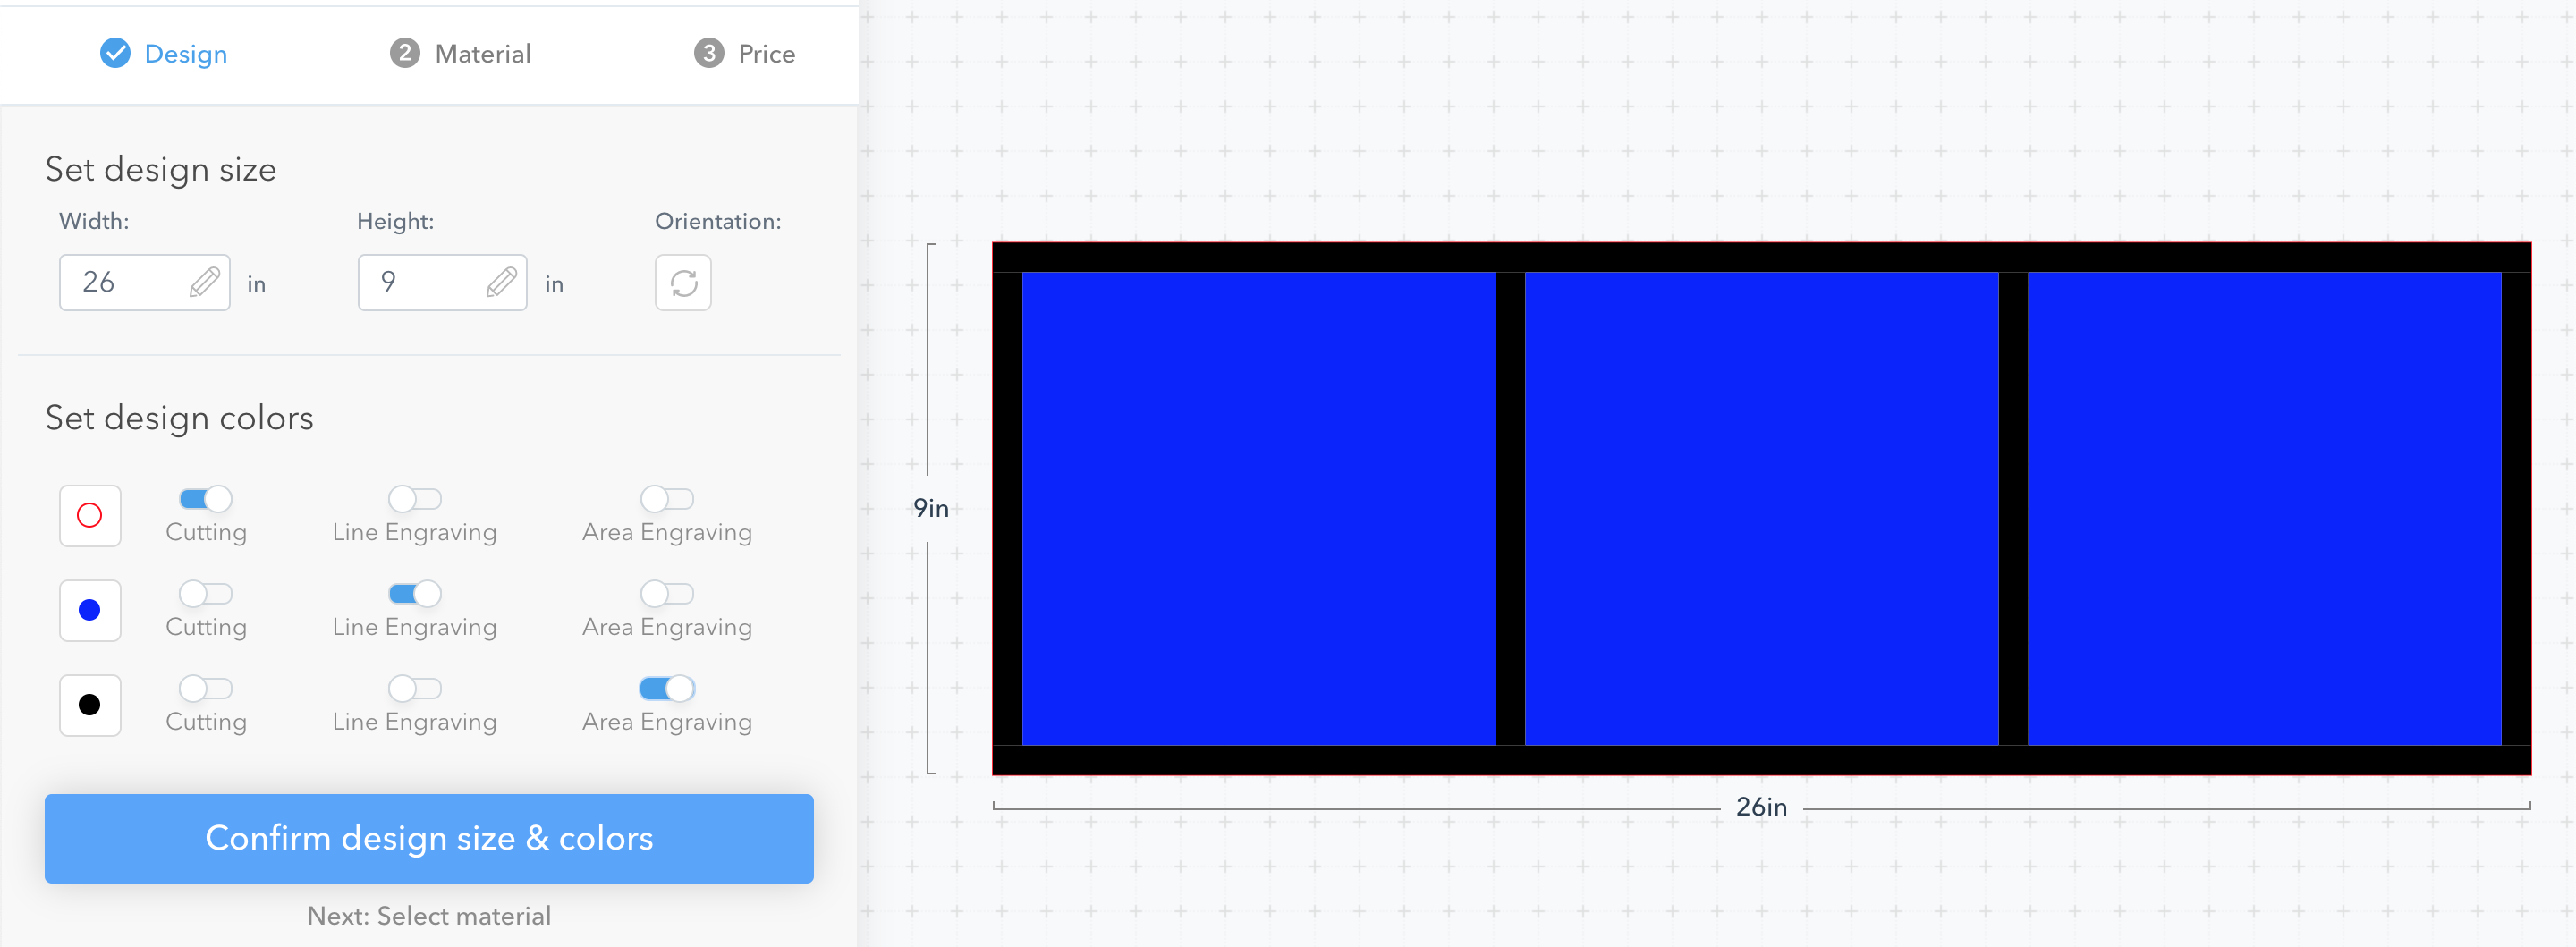 Design
2 Material
3 Price
Set design size
Width: Height: Orientation:
26 in 9 in
Set design colors
Cutting Line Engraving Area Engraving
Cutting Line Engraving Area Engraving
Cutting Line Engraving Area Engraving
Confirm design size & colors
Next: Select material
9in
26in